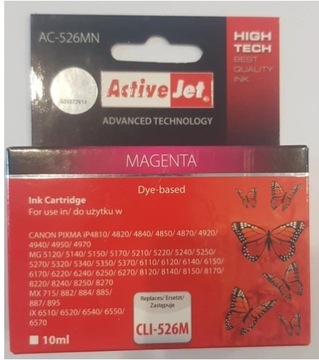 AC-526MN
HIGH
TECH
BEST
QUALITY
INK
ActiveJet
ADVANCED TECHNOLOGY
MAGENTA
Dye-based
Ink Cartridge
For use in/ do użytku w
CANON PIXMA iP4810/ 4820/ 4840/ 4850/ 4870/ 4920/
4940/ 4950/ 4970
MG 5120/ 5140/ 5150/ 5170/ 5210/ 5220/ 5240/ 5250/
5270/ 5320/ 5340/ 5350/ 5370/ 6110/ 6120/ 6140/ 6150/
6170/ 6220/ 6240/ 6250/ 6270/ 8120/ 8140/ 8150/ 8170/
8220/ 8240/ 8250/ 8270
MX 715/ 882/ 884/ 885/
887/ 895
iX 6510/ 6520/ 6540/ 6550/
6570
Replaces/ Ersetzt/
Zastępuje
CLI-526M
10ml